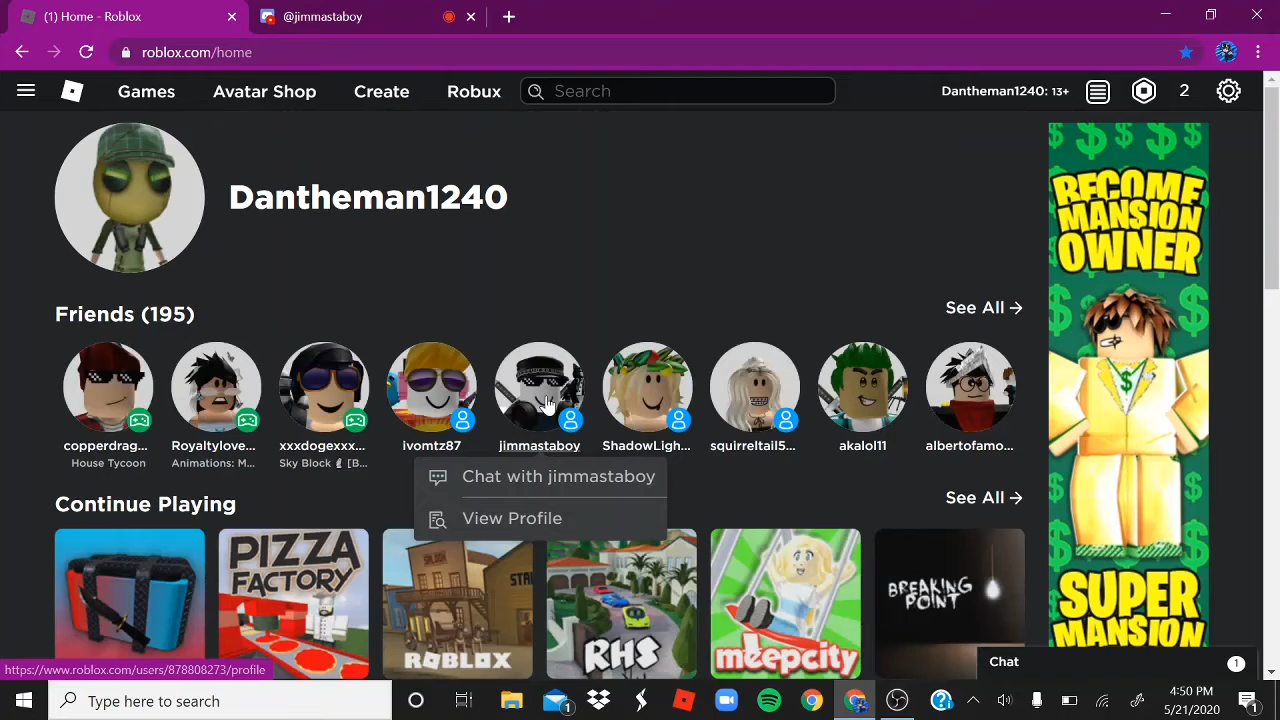 (1) Home - Roblox
@jimmastaboy
roblox.com/home
Games
Avatar Shop
Create
Robux
Search
Dantheman1240: 13+
2
Dantheman1240
Friends (195)
See All →
copperdrag...
Royaltylove...
xxxdogexxx...
ivomtz87
jimmastaboy
ShadowLigh...
squirreltail5...
akalol11
albertofamo...
House Tycoon
Animations: M...
Sky Block [B...
Chat with jimmastaboy
View Profile
Continue Playing
See All →
PIZZA
FACTORY
SALOON
ROBLOX
RHS
meepcity
BREAKING
POINT
BECOME
MANSION
OWNER
SUPER
MANSION
Chat
1
https://www.roblox.com/users/878808273/profile
Type here to search
1
4:50 PM
5/21/2020
1